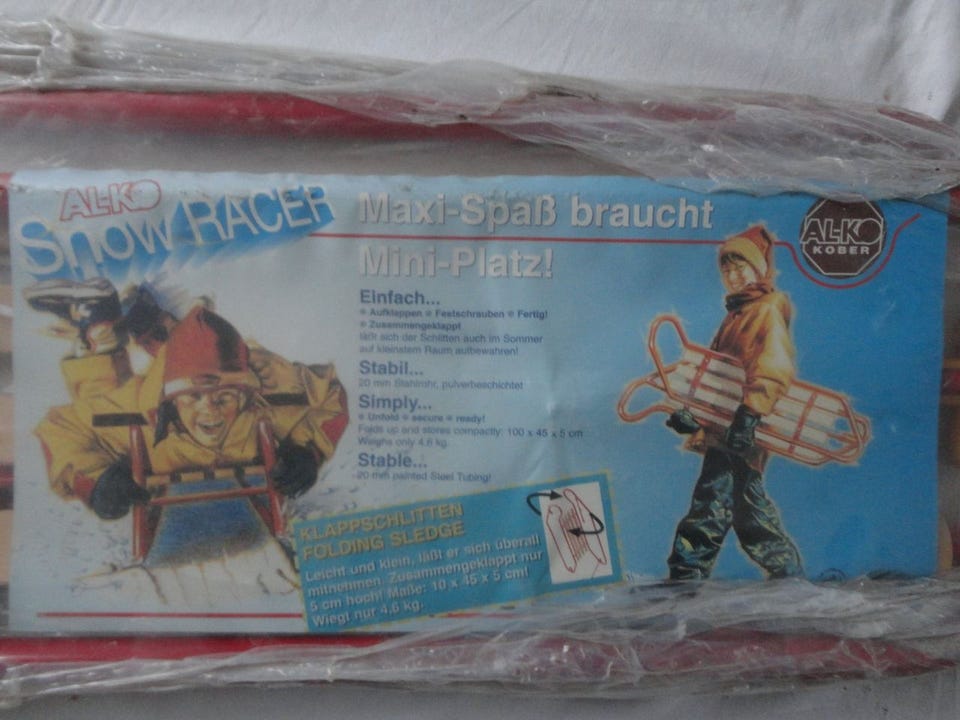 AL-KO
Snow RACER
Maxi-Spaß braucht
Mini-Platz!
AL-KO
KOBER
Einfach...
Aufklappen Festschrauben Fertig!
Zusammengeklappt
läßt sich der Schlitten auch im Sommer
auf kleinstem Raum aufbewahren!
Stabil...
20 mm Stahlrohr, pulverbeschichtet
Simply...
Unfold secure ready!
Folds up and stores compactly: 100 x 45 x 5 cm
Weighs only 4,6 kg.
Stable...
20 mm painted Steel Tubing!
KLAPPSCHLITTEN
FOLDING SLEDGE
Leicht und klein, läßt er sich überall
mitnehmen. Zusammengeklappt nur
5 cm hoch! Maße: 10 x 45 x 5 cm!
Wiegt nur 4,6 kg.